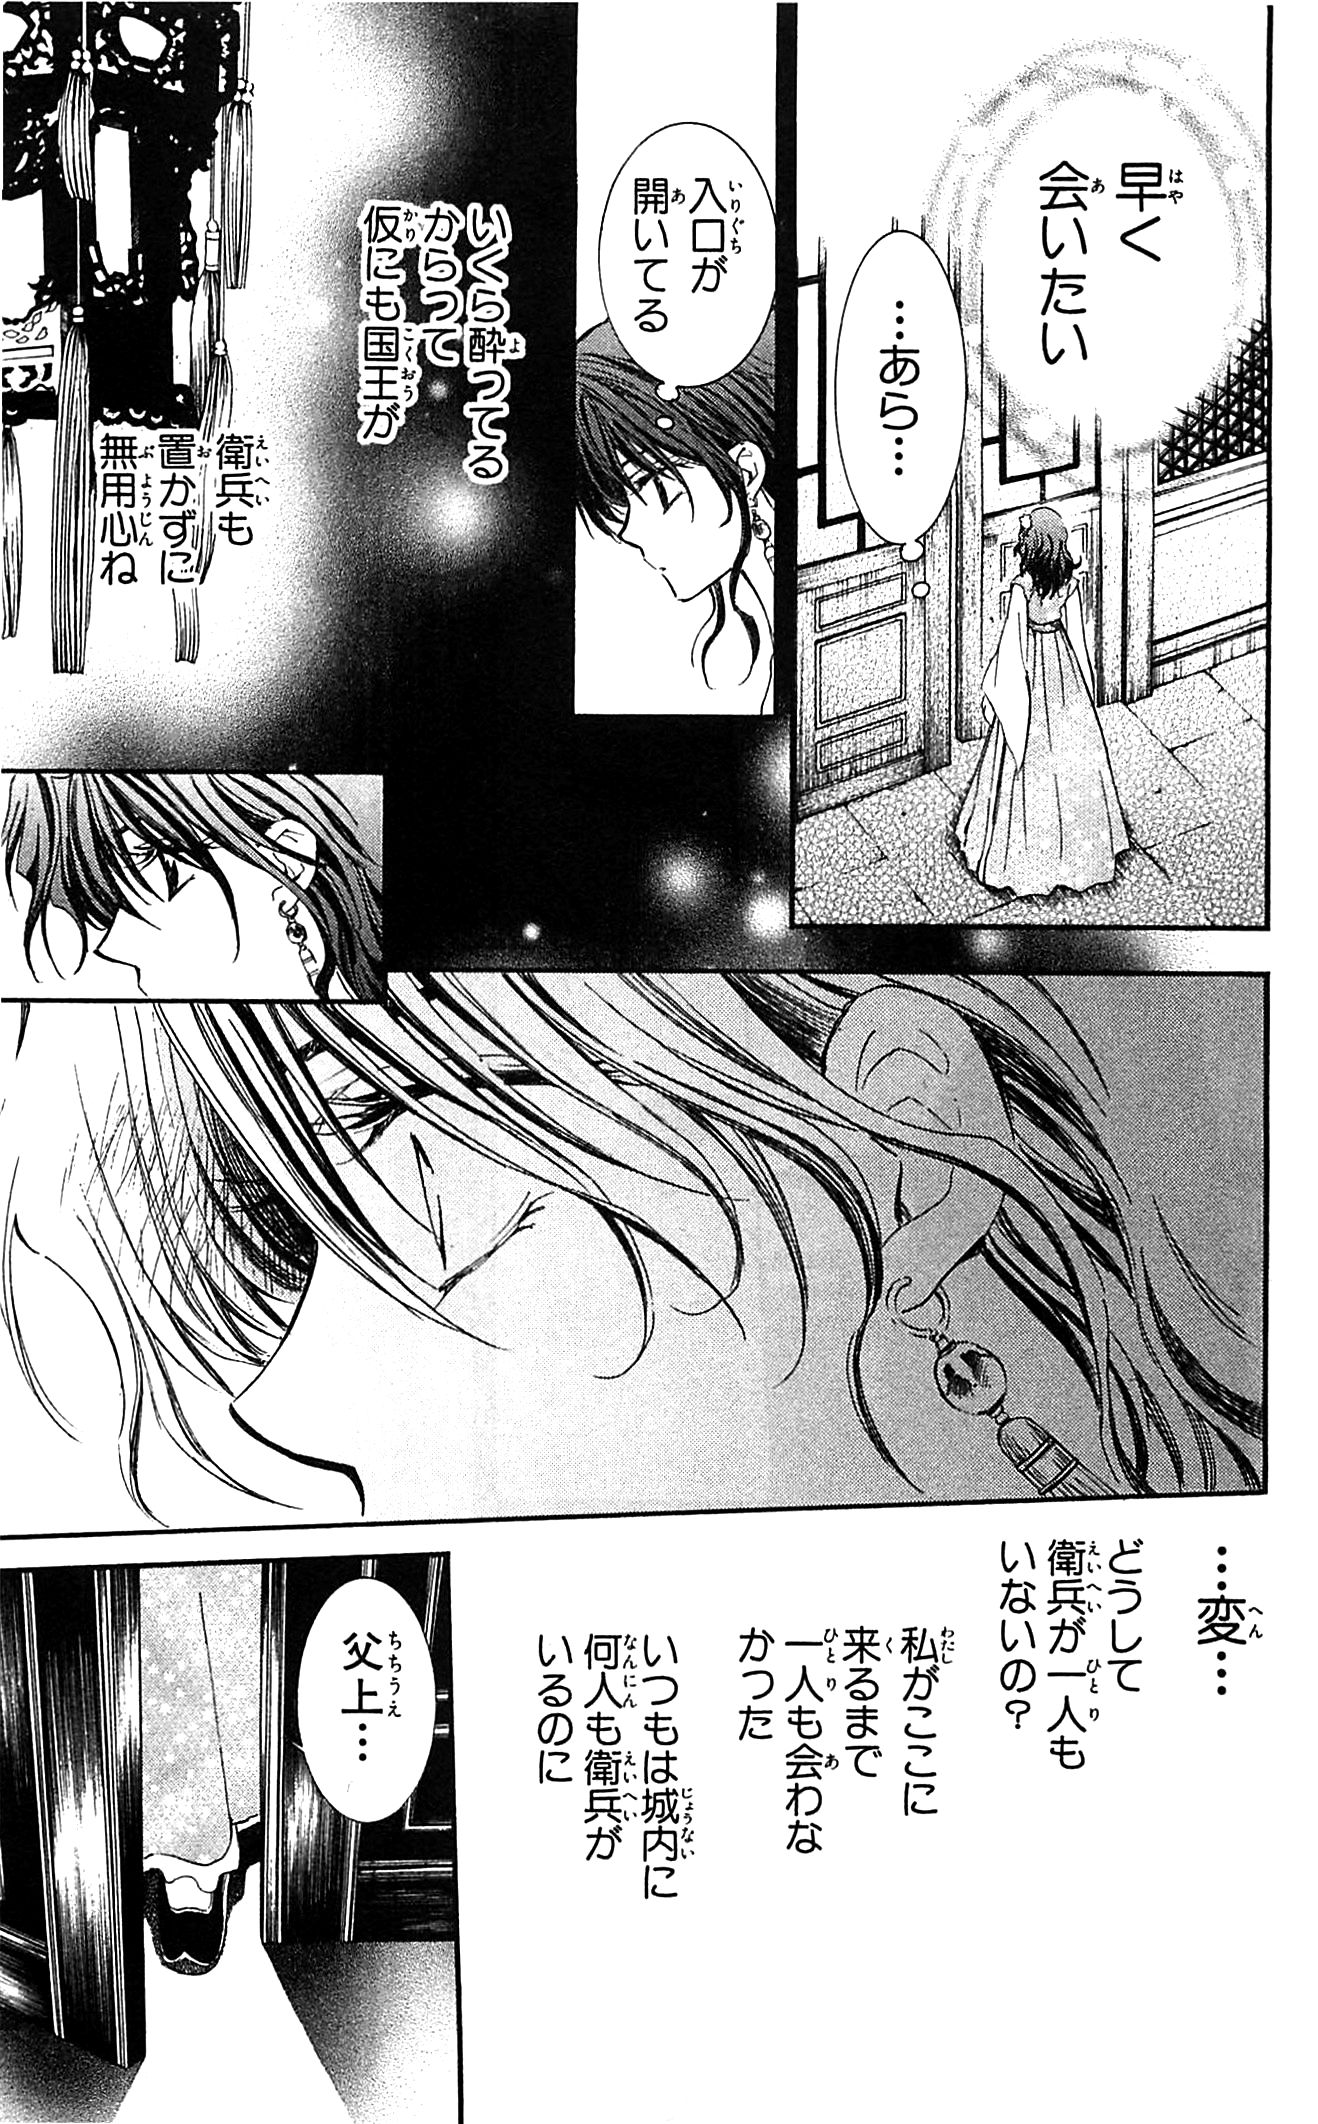 早く
会いたい
…あら…
入口が
開いてる
いくら酔ってる
からって
仮にも国王が
衛兵も
置かずに
無用心ね
…変…
どうして
衛兵が一人も
いないの?
私がここに
来るまで
一人も会わな
かった
いつもは城内に
何人も衛兵が
いるのに
父上…